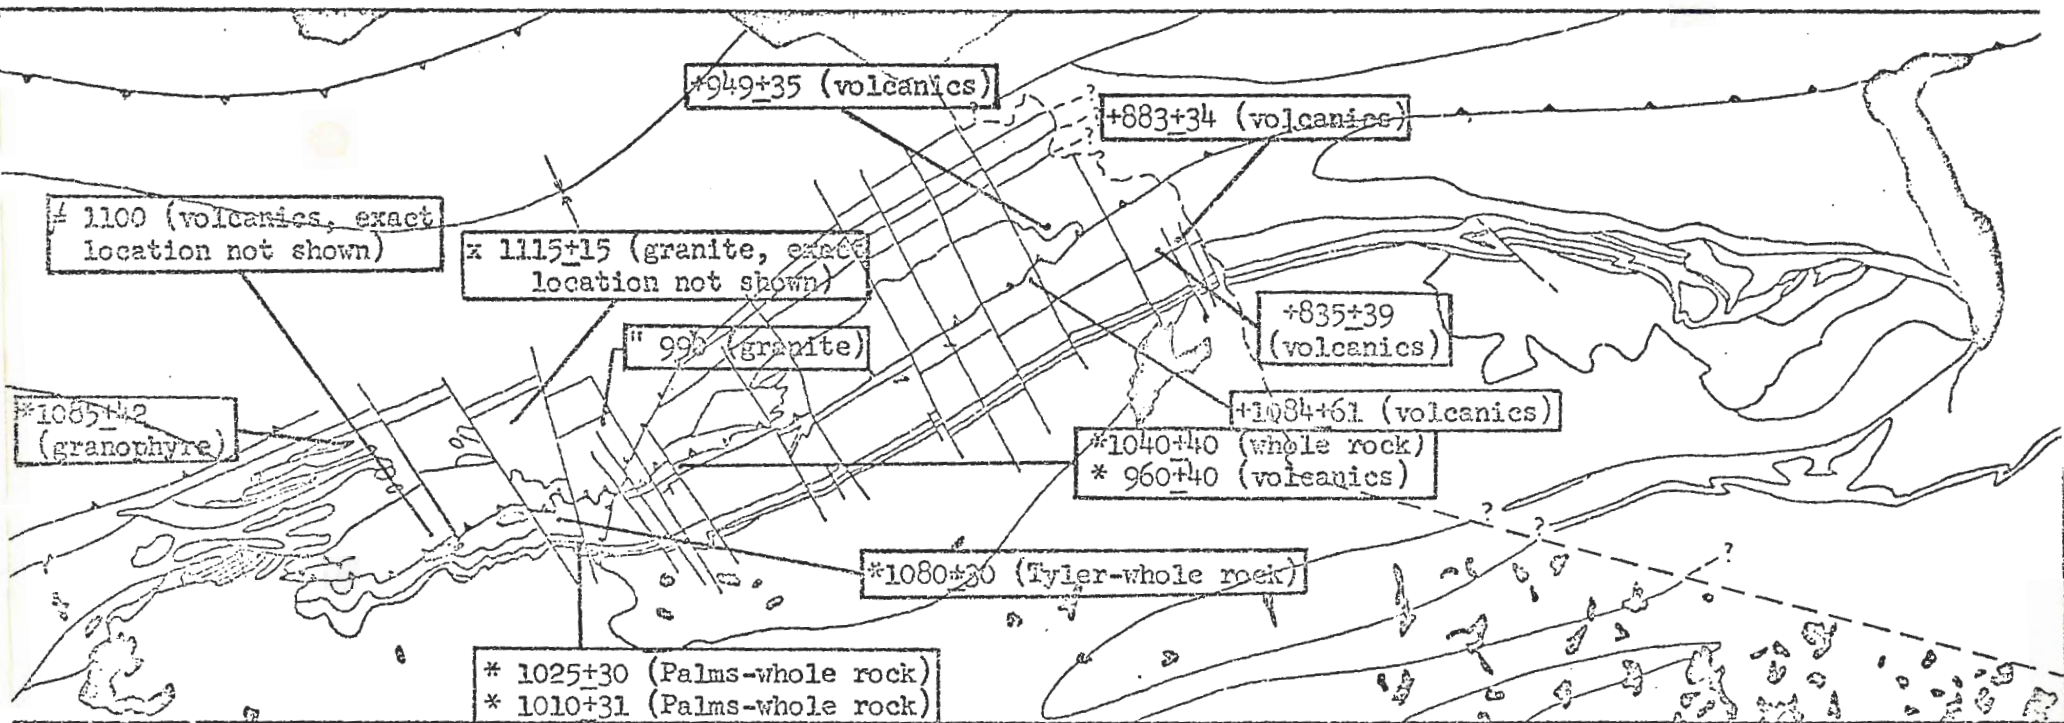 +949±35 (volcanics)
+883±34 (volcanics)
≠ 1100 (volcanics, exact
location not shown)
x 1115±15 (granite, exact
location not shown)
" 990 (granite)
+835±39
(volcanics)
*1085±42
(granophyre)
+1084±61 (volcanics)
*1040±40 (whole rock)
* 960±40 (volcanics)
*1080±30 (Tyler-whole rock)
* 1025±30 (Palms-whole rock)
* 1010±31 (Palms-whole rock)
?
?
?
?
?